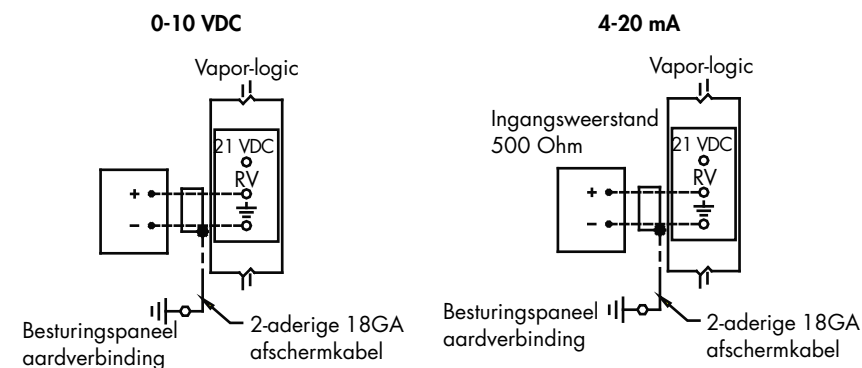 0-10 VDC
Vapor-logic
21 VDC
RV
+
-
Besturingspaneel
aardverbinding
2-aderige 18GA
afschermkabel
4-20 mA
Vapor-logic
Ingangsweerstand
500 Ohm
21 VDC
RV
+
-
Besturingspaneel
aardverbinding
2-aderige 18GA
afschermkabel